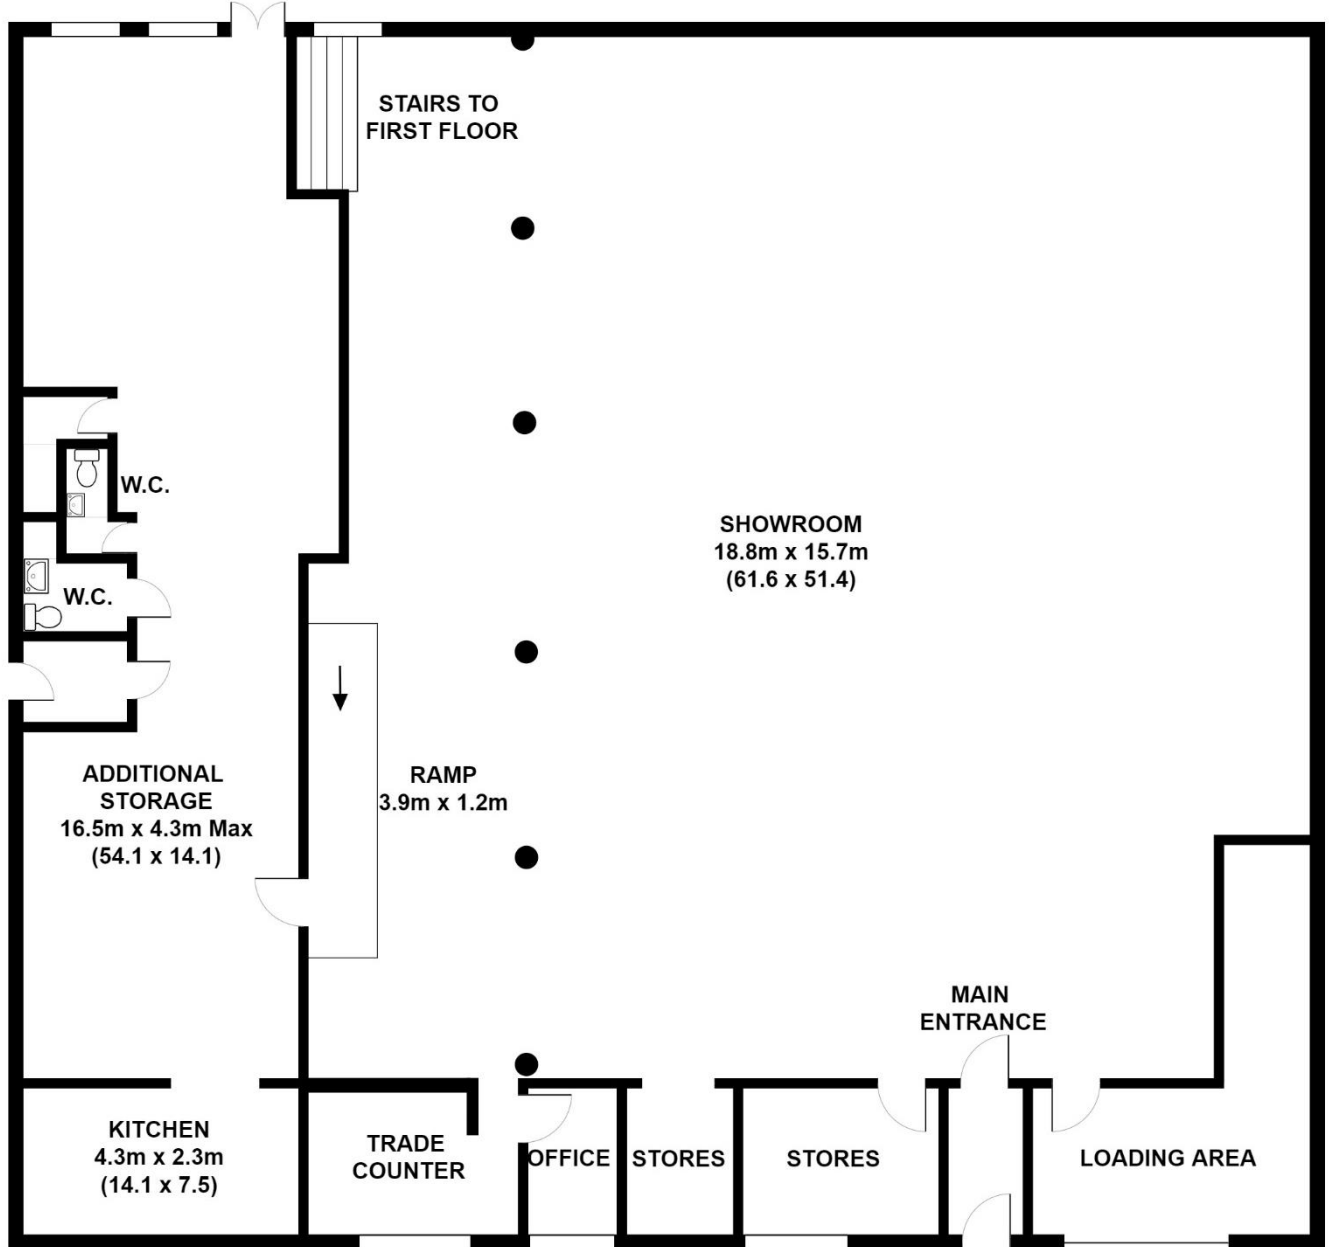 STAIRS TO
FIRST FLOOR
W.C.
SHOWROOM
18.8m x 15.7m
(61.6 x 51.4)
W.C.
ADDITIONAL
STORAGE
16.5m x 4.3m Max
(54.1 x 14.1)
RAMP
3.9m x 1.2m
MAIN
ENTRANCE
KITCHEN
4.3m x 2.3m
(14.1 x 7.5)
TRADE
COUNTER
OFFICE
STORES
STORES
LOADING AREA